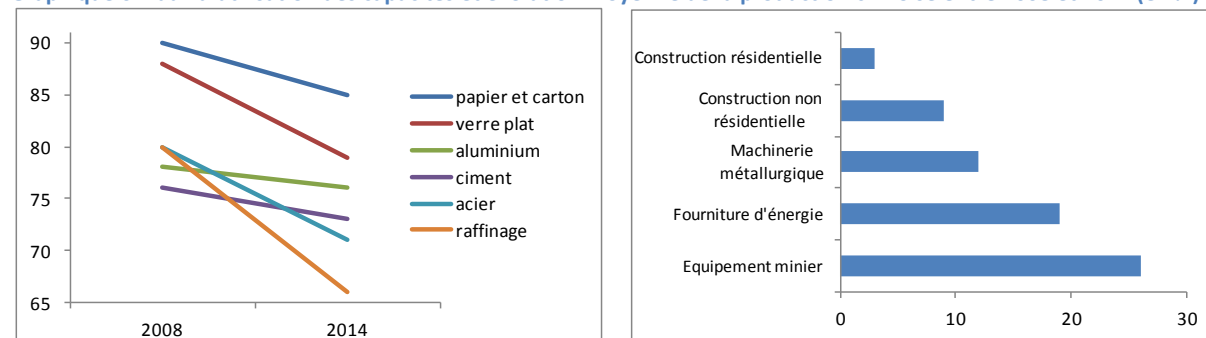 90
85
80
75
70
65
2008
2014
papier et carton
verre plat
aluminium
ciment
acier
raffinage
Construction résidentielle
Construction non
résidentielle
Machinerie
métallurgique
Fourniture d'énergie
Equipement minier
0
10
20
30